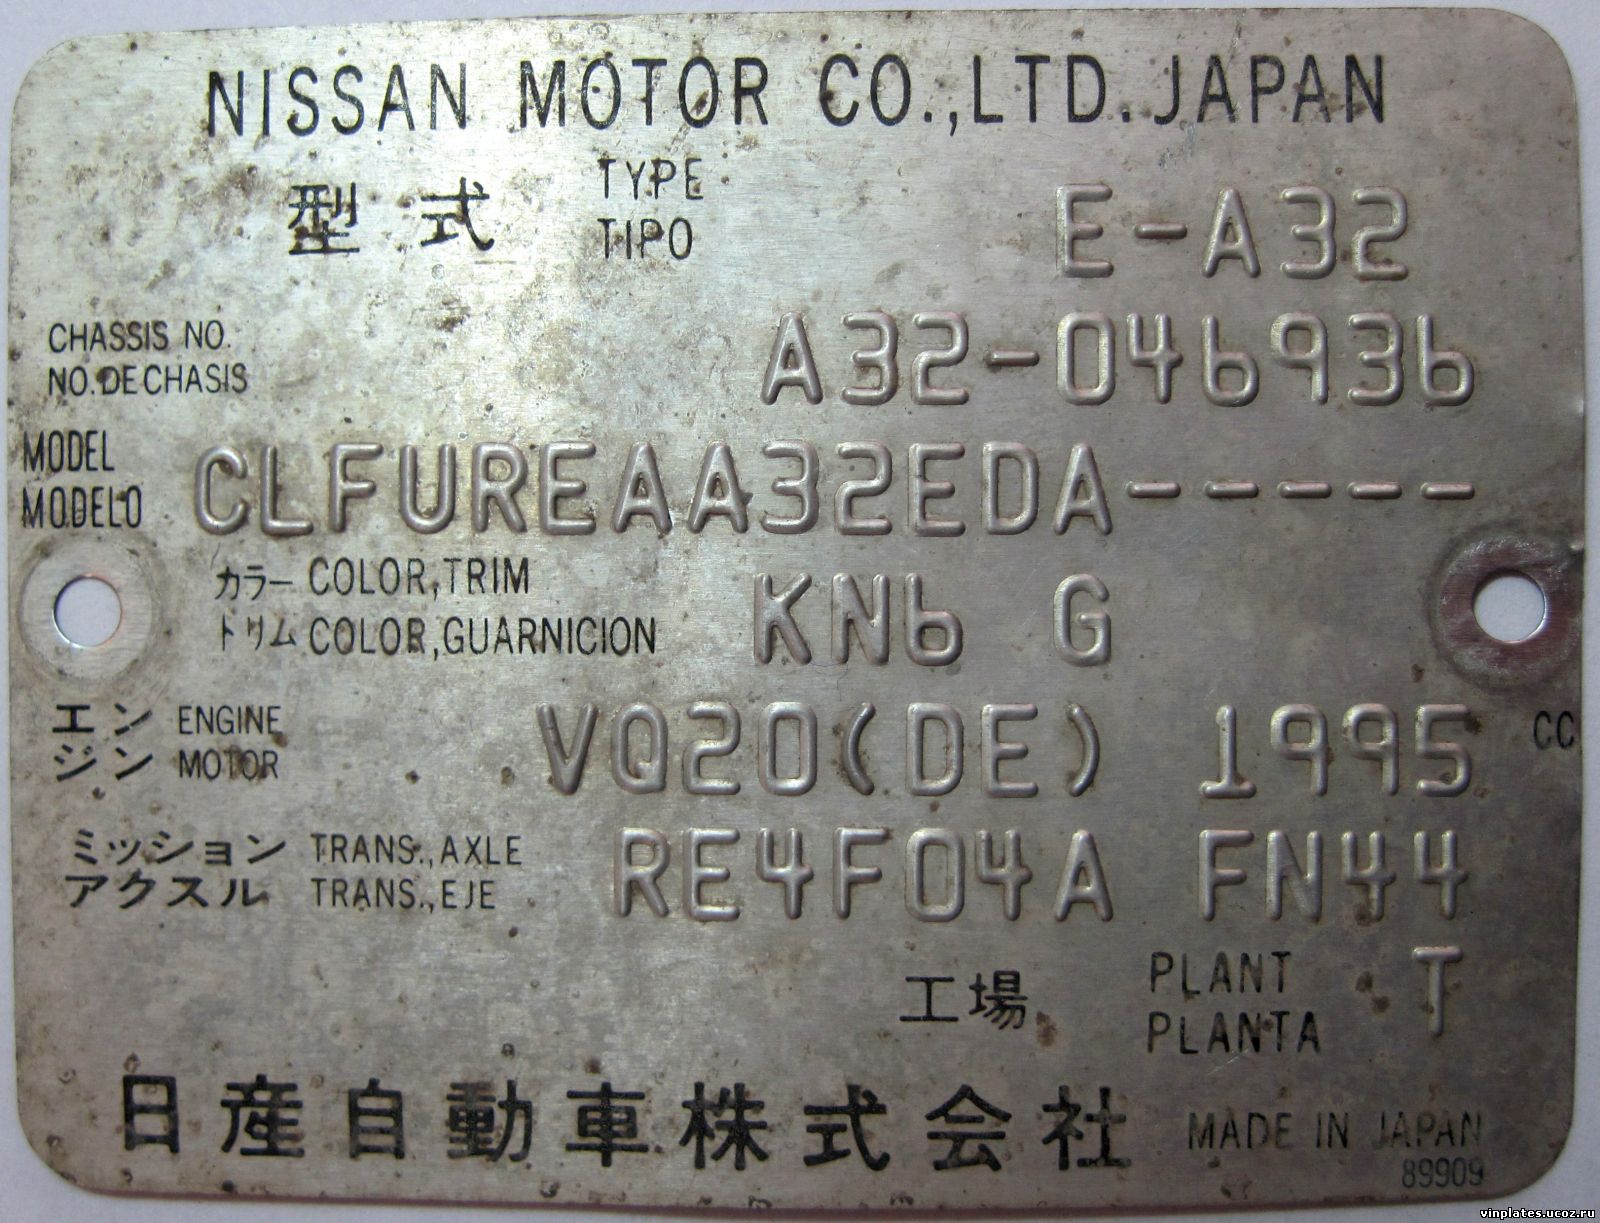 NISSAN MOTOR CO.,LTD.JAPAN
型式 TYPE E-A32
TIPO
CHASSIS NO. A32-046936
NO.DECHASIS
MODEL CLFUREAA32EDA-----
MODELO
カラー COLOR,TRIM KN6 G
トリム COLOR,GUARNICION
エン ENGINE VQ20(DE) 1995 CC
ジン MOTOR
ミッション TRANS.,AXLE RE4F04A FN44
アクスル TRANS.,EJE
工場 PLANT T
PLANTA
日産自動車株式会社 MADE IN JAPAN
89909
vinplates.ucoz.ru